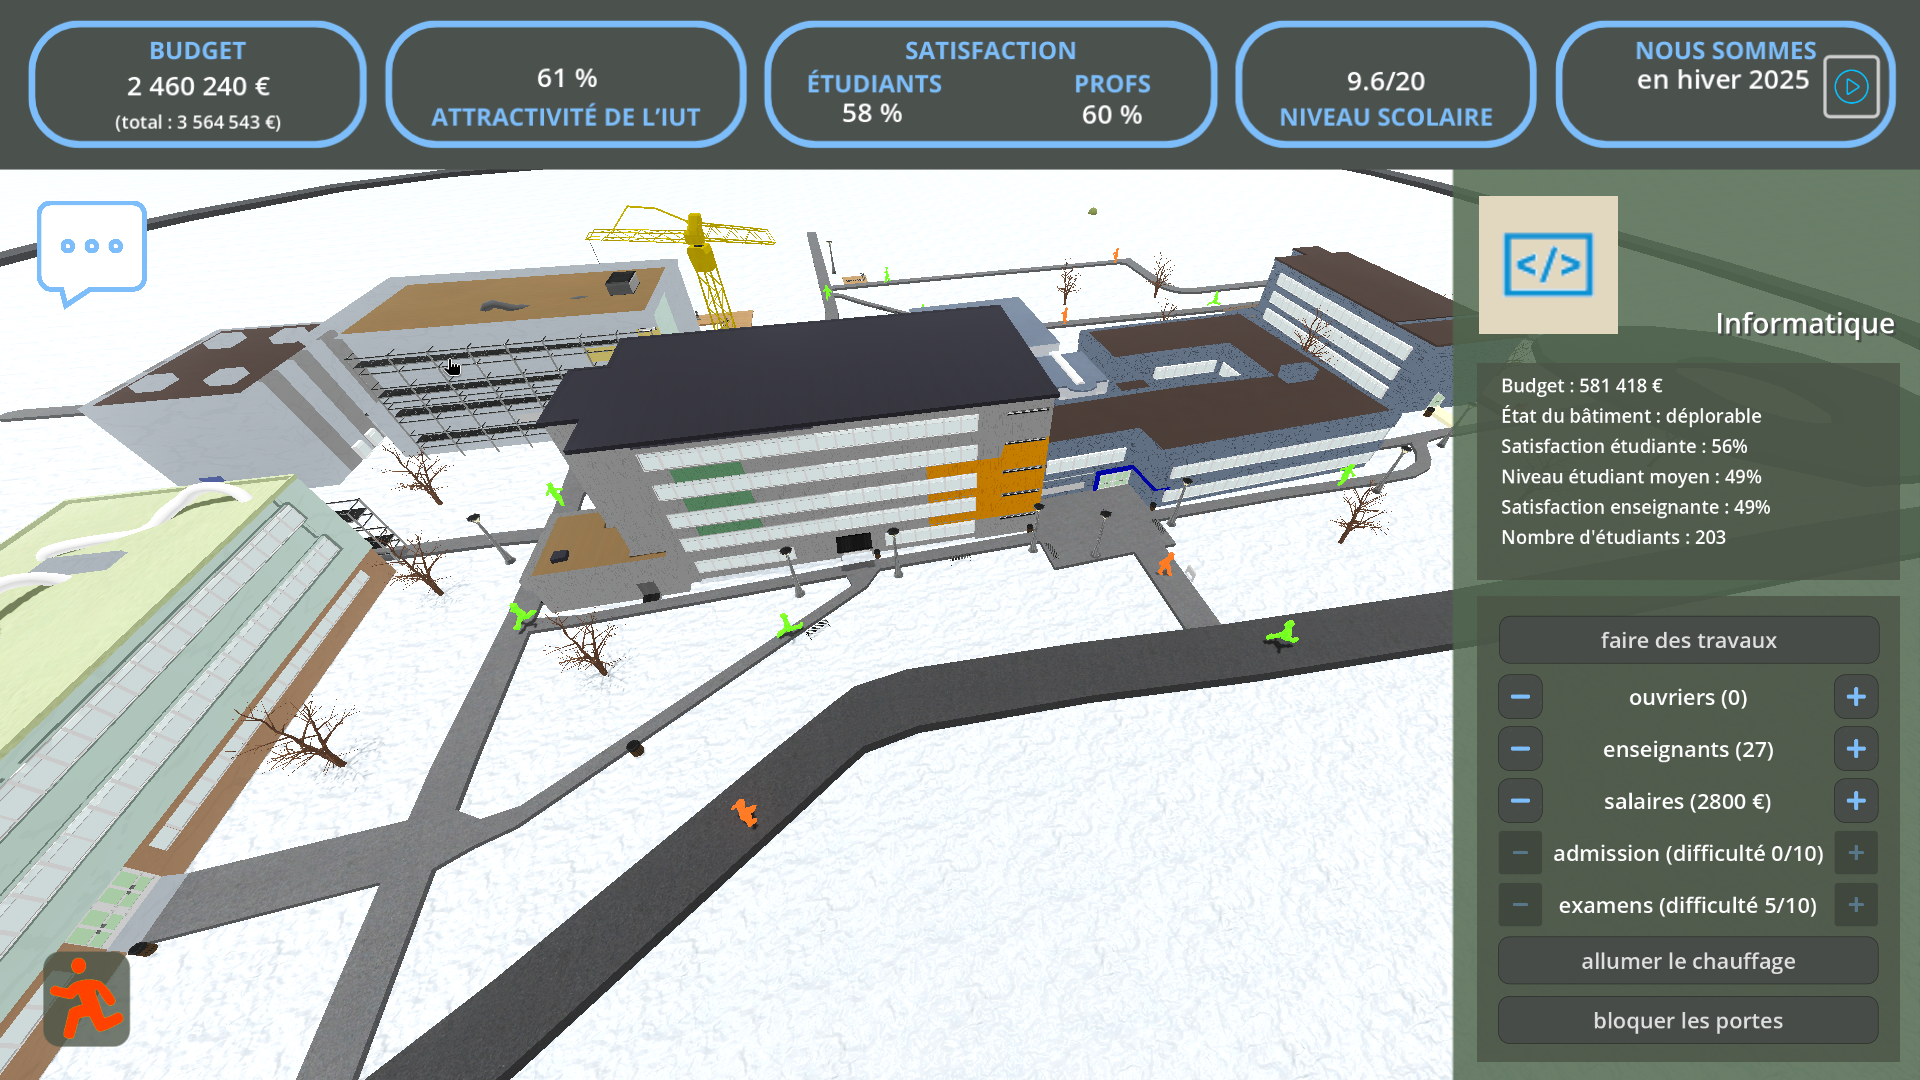 BUDGET
2 460 240 €
(total : 3 564 543 €)
61 %
ATTRACTIVITÉ DE L’IUT
SATISFACTION
ÉTUDIANTS
58 %
PROFS
60 %
9.6/20
NIVEAU SCOLAIRE
NOUS SOMMES
en hiver 2025
</>
Informatique
Budget : 581 418 €
État du bâtiment : déplorable
Satisfaction étudiante : 56%
Niveau étudiant moyen : 49%
Satisfaction enseignante : 49%
Nombre d'étudiants : 203
faire des travaux
− ouvriers (0) +
− enseignants (27) +
− salaires (2800 €) +
− admission (difficulté 0/10) +
− examens (difficulté 5/10) +
allumer le chauffage
bloquer les portes